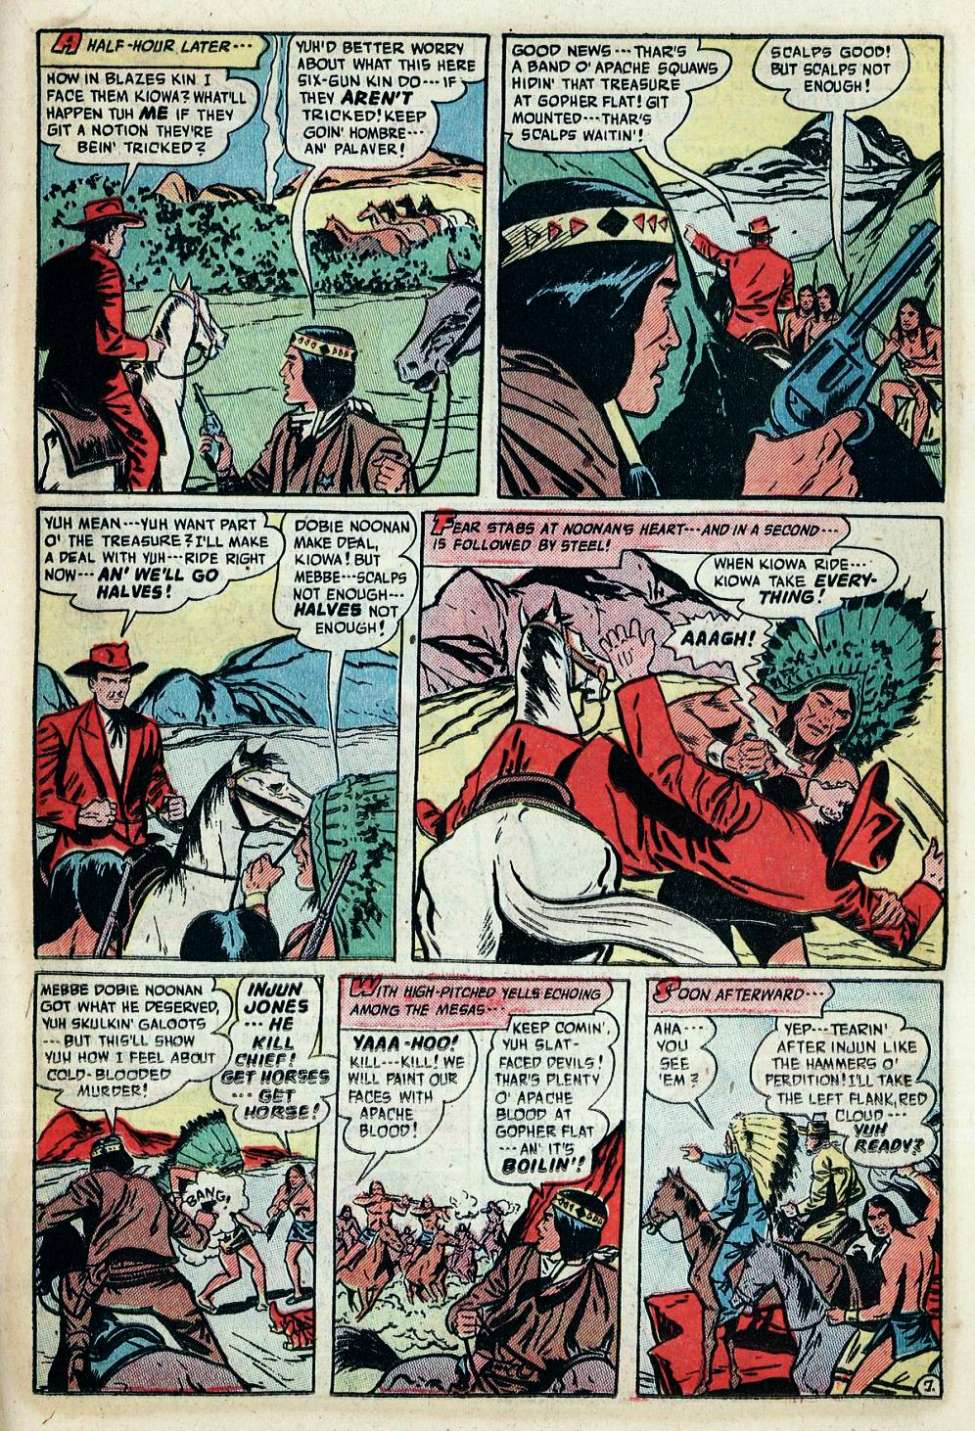 A HALF-HOUR LATER---
HOW IN BLAZES KIN I
FACE THEM KIOWA? WHAT'LL
HAPPEN TUH ME IF THEY
GIT A NOTION THEY'RE
BEIN' TRICKED?
YUH'D BETTER WORRY
ABOUT WHAT THIS HERE
SIX-GUN KIN DO---IF
THEY AREN'T
TRICKED! KEEP
GOIN' HOMBRE---
AN' PALAVER!
GOOD NEWS---THAR'S
A BAND O' APACHE SQUAWS
HIDIN' THAT TREASURE
AT GOPHER FLAT! GIT
MOUNTED---THAR'S
SCALPS WAITIN'!
SCALPS GOOD!
BUT SCALPS NOT
ENOUGH!
YUH MEAN---YUH WANT PART
O' THE TREASURE? I'LL MAKE
A DEAL WITH YUH---RIDE RIGHT
NOW---AN' WE'LL GO
HALVES!
DOBIE NOONAN
MAKE DEAL,
KIOWA! BUT
MEBBE---SCALPS
NOT ENOUGH---
HALVES NOT
ENOUGH!
FEAR STABS AT NOONAN'S HEART---AND IN A SECOND---
IS FOLLOWED BY STEEL!
AAAGH!
WHEN KIOWA RIDE---
KIOWA TAKE EVERY-
THING!
MEBBE DOBIE NOONAN
GOT WHAT HE DESERVED,
YUH SKULKIN' GALOOTS
---BUT THIS'LL SHOW
YUH HOW I FEEL ABOUT
COLD-BLOODED
MURDER!
INJUN
JONES
---HE
KILL
CHIEF!
GET HORSES
---GET
HORSE!
BANG!
WITH HIGH-PITCHED YELLS ECHOING
AMONG THE MESAS---
YAAA-HOO!
KILL---KILL! WE
WILL PAINT OUR
FACES WITH
APACHE
BLOOD!
KEEP COMIN',
YUH SLAT-
FACED DEVILS!
THAR'S PLENTY
O' APACHE
BLOOD AT
GOPHER FLAT
---AN' IT'S
BOILIN'!
SOON AFTERWARD---
AHA---
YOU
SEE
'EM?
YEP---TEARIN'
AFTER INJUN LIKE
THE HAMMERS O'
PERDITION! I'LL TAKE
THE LEFT FLANK, RED
CLOUD---
YUH
READY?
7.